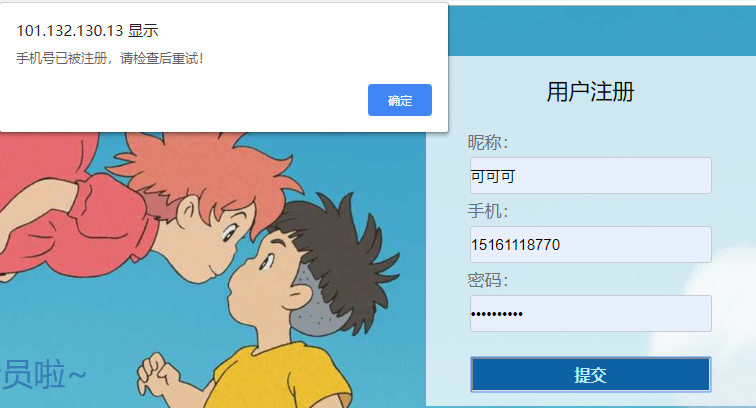 101.132.130.13 显示
手机号已被注册，请检查后重试！
确定
用户注册
昵称：
可可可
手机：
15161118770
密码：
••••••••••
提交
员啦~